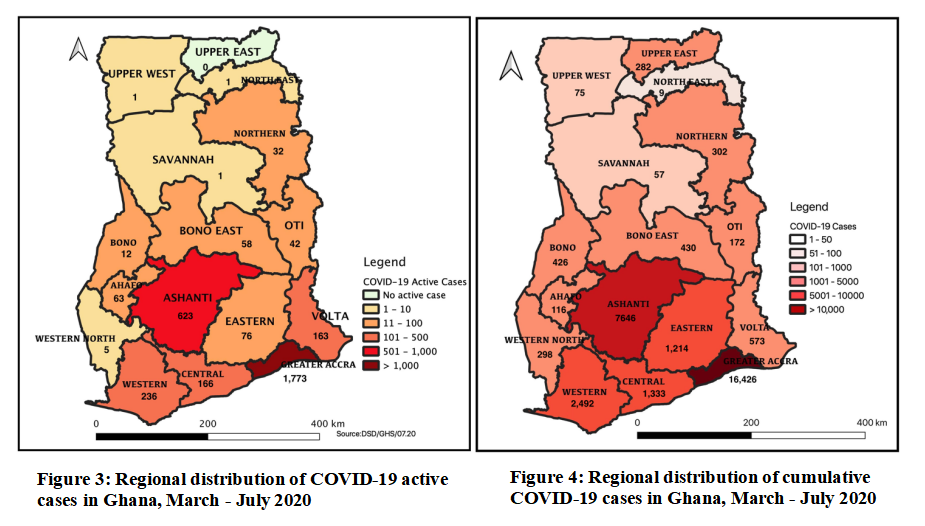 UPPER EAST
0
UPPER WEST
1
NORTH EAST
1
NORTHERN
32
SAVANNAH
1
BONO EAST
58
OTI
42
BONO
12
AHAFO
63
ASHANTI
623
EASTERN
76
VOLTA
163
WESTERN NORTH
5
WESTERN
236
CENTRAL
166
GREATER ACCRA
1,773
Legend
COVID-19 Active Cases
No active case
1 – 10
11 – 100
101 – 500
501 – 1,000
> 1,000
0 200 400 km
Source:DSD/GHS/07.20
Figure 3: Regional distribution of COVID-19 active
cases in Ghana, March - July 2020
UPPER EAST
282
UPPER WEST
75
NORTH EAST
9
NORTHERN
302
SAVANNAH
57
BONO EAST
430
OTI
172
BONO
426
AHAFO
116
ASHANTI
7646
EASTERN
1,214
VOLTA
573
WESTERN NORTH
298
WESTERN
2,492
CENTRAL
1,333
GREATER ACCRA
16,426
Legend
COVID-19 Cases
1 - 50
51 - 100
101 - 1000
1001 - 5000
5001 - 10000
> 10,000
0 200 400 km
Figure 4: Regional distribution of cumulative
COVID-19 cases in Ghana, March - July 2020